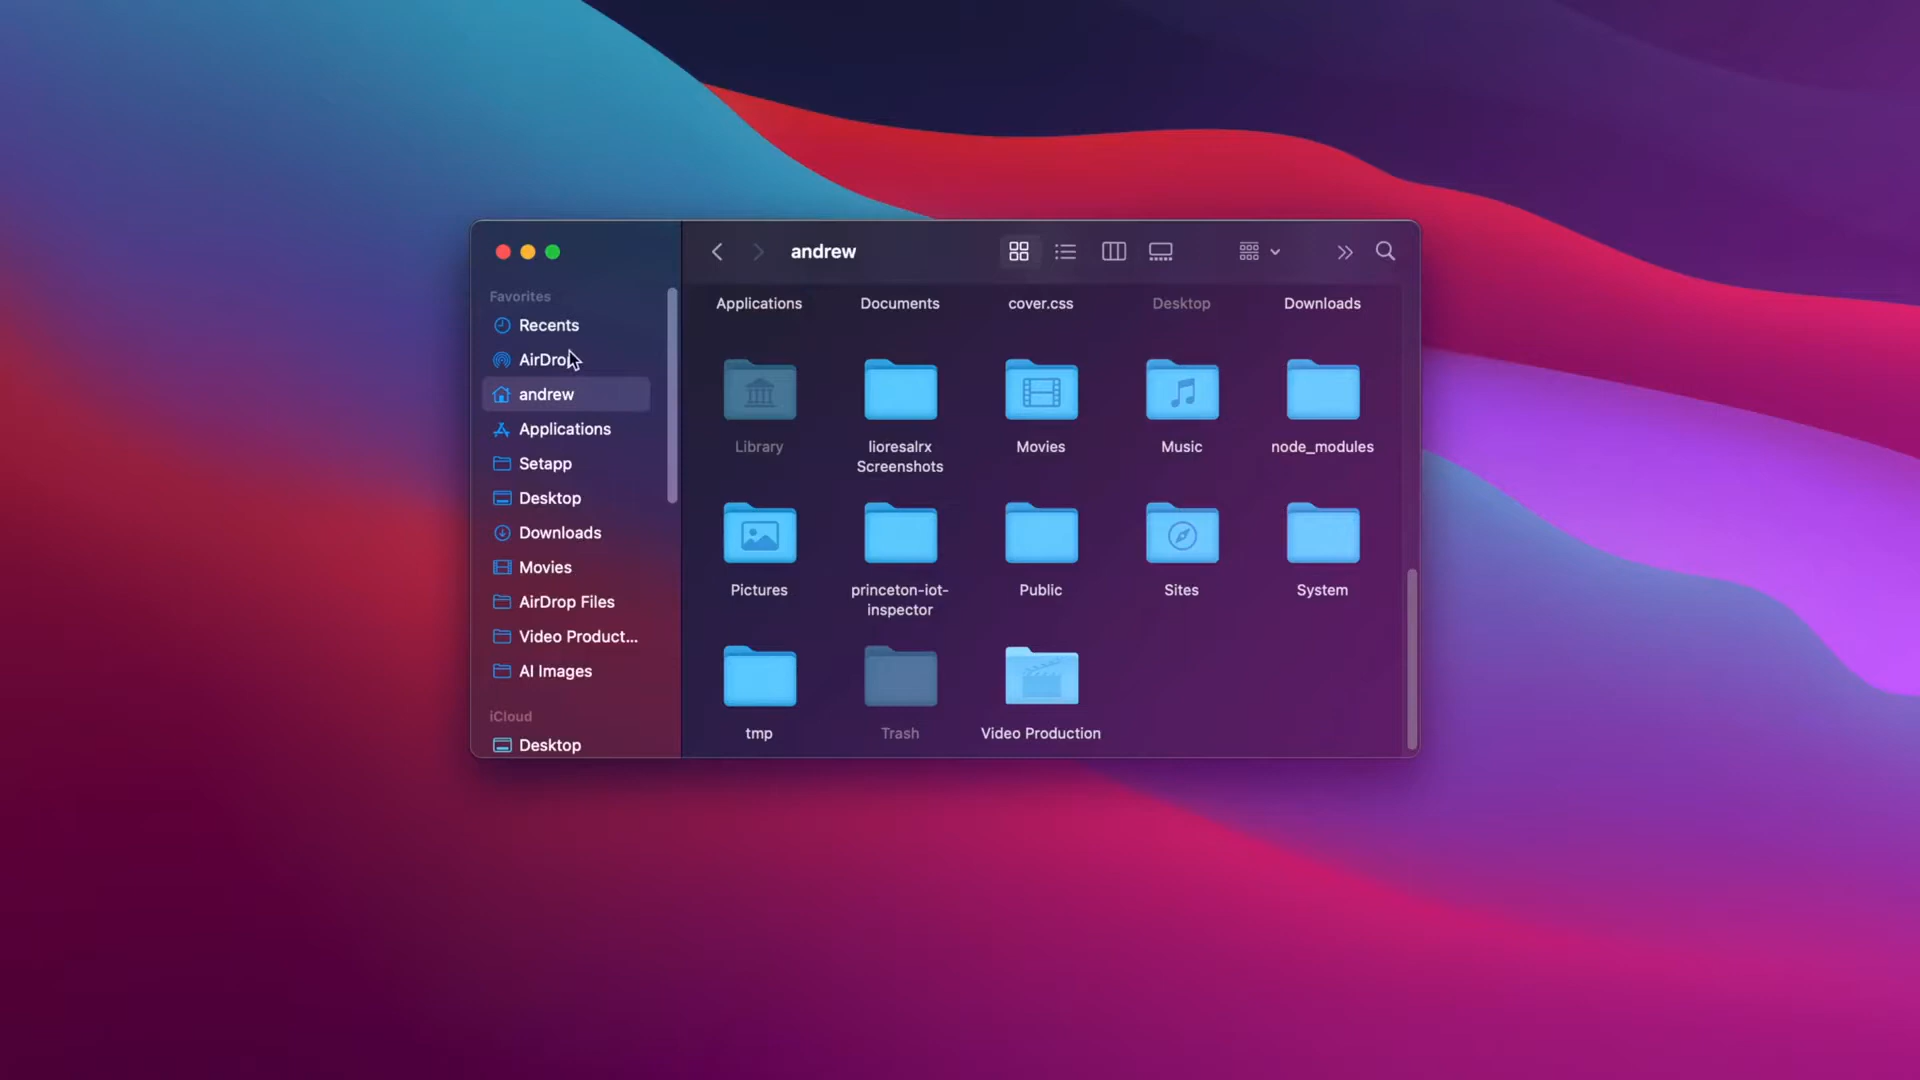 andrew
Favorites
Recents
AirDrop
andrew
Applications
Setapp
Desktop
Downloads
Movies
AirDrop Files
Video Product...
AI Images
iCloud
Desktop
Applications
Documents
cover.css
Desktop
Downloads
Library
lioresalrx
Screenshots
Movies
Music
node_modules
Pictures
princeton-iot-
inspector
Public
Sites
System
tmp
Trash
Video Production